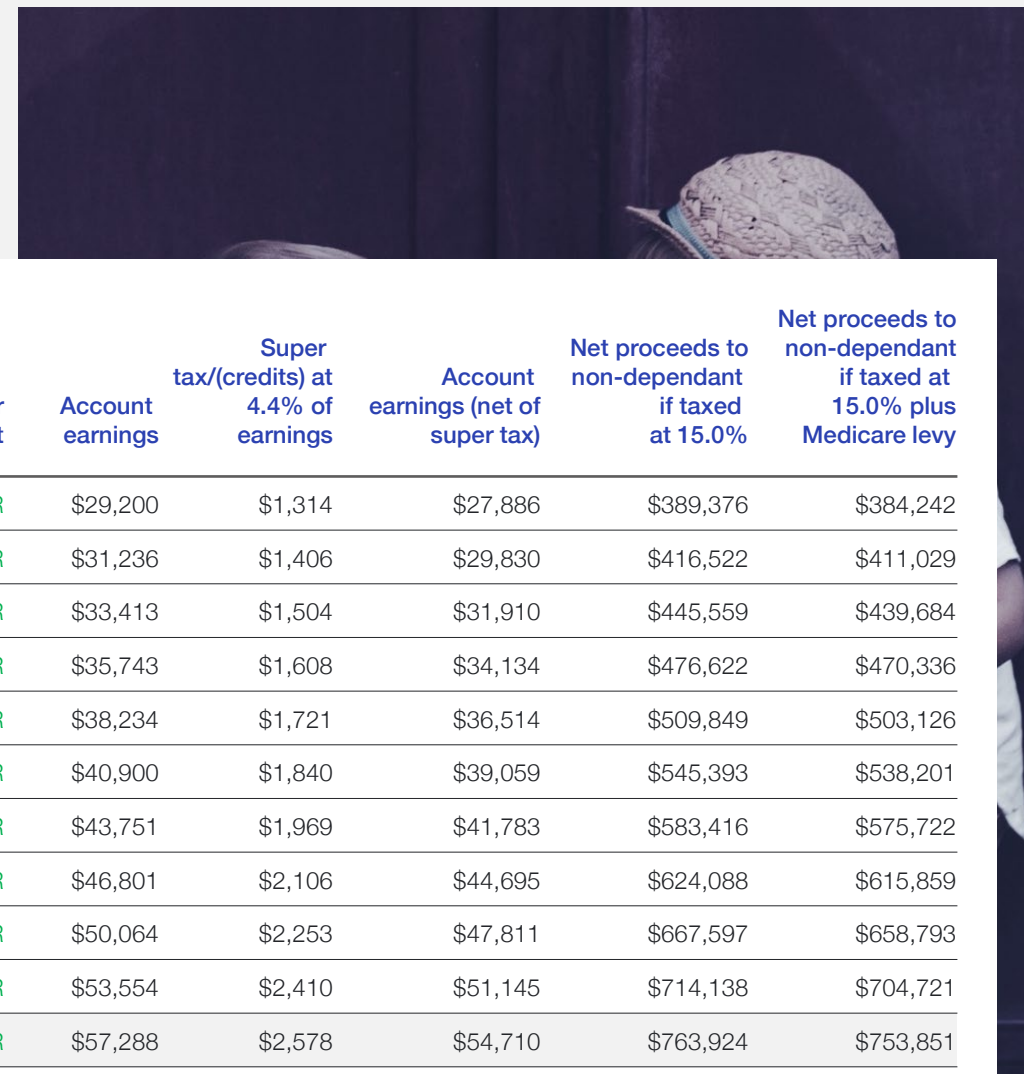 Net proceeds to
Super Net proceeds to non-dependant
tax/(credits) at Account non-dependant if taxed at
Account 4.4% of earnings (net of if taxed 15.0% plus
earnings earnings super tax) at 15.0% Medicare levy
$29,200 $1,314 $27,886 $389,376 $384,242
$31,236 $1,406 $29,830 $416,522 $411,029
$33,413 $1,504 $31,910 $445,559 $439,684
$35,743 $1,608 $34,134 $476,622 $470,336
$38,234 $1,721 $36,514 $509,849 $503,126
$40,900 $1,840 $39,059 $545,393 $538,201
$43,751 $1,969 $41,783 $583,416 $575,722
$46,801 $2,106 $44,695 $624,088 $615,859
$50,064 $2,253 $47,811 $667,597 $658,793
$53,554 $2,410 $51,145 $714,138 $704,721
$57,288 $2,578 $54,710 $763,924 $753,851